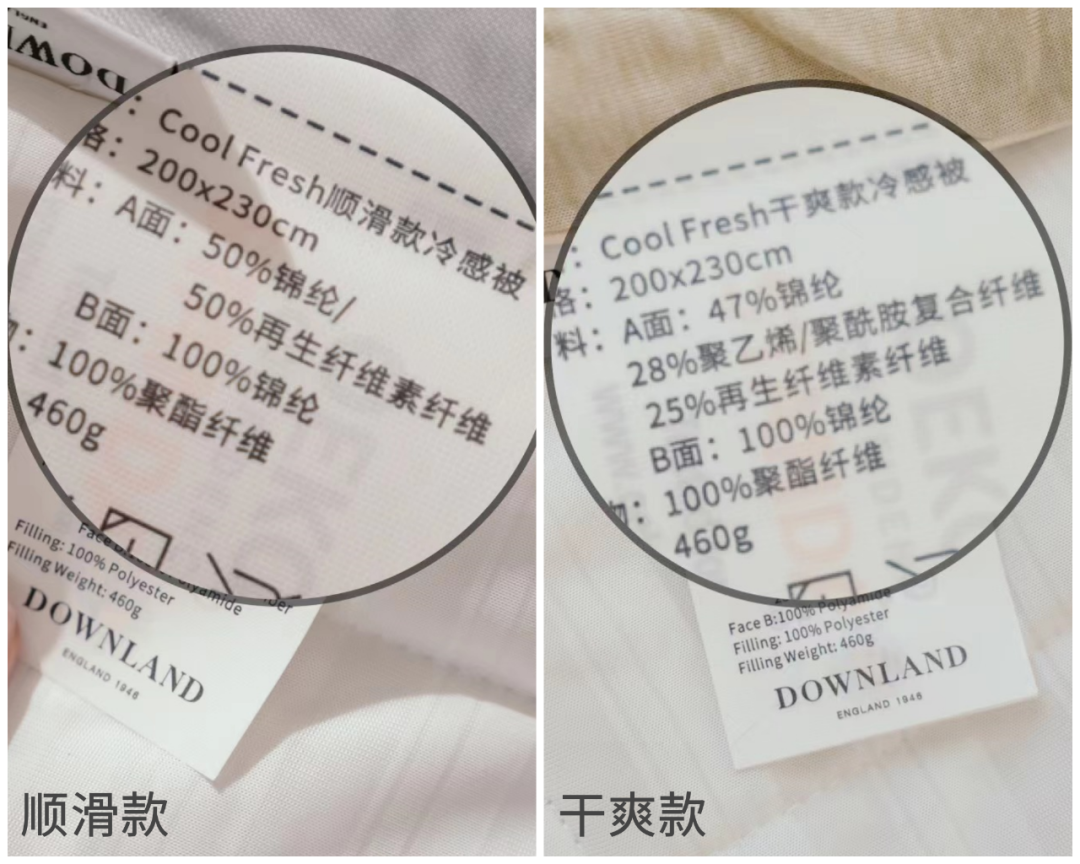 DOWNL
ENGL
：Cool Fresh顺滑款冷感被
格：200x230cm
料：A面：50%锦纶/
50%再生纤维素纤维
B面：100%锦纶
物：100%聚酯纤维
460g
Face B
Polyamide
Filling: 100% Polyester
Filling Weight: 460g
DOWNLAND
ENGLAND 1946
顺滑款
：Cool Fresh干爽款冷感被
格：200x230cm
料：A面：47%锦纶
28%聚乙烯/聚酰胺复合纤维
25%再生纤维素纤维
B面：100%锦纶
物：100%聚酯纤维
460g
OEKO
www.
Face B:100% Polyamide
Filling: 100% Polyester
Filling Weight: 460g
DOWNLAND
ENGLAND 1946
干爽款